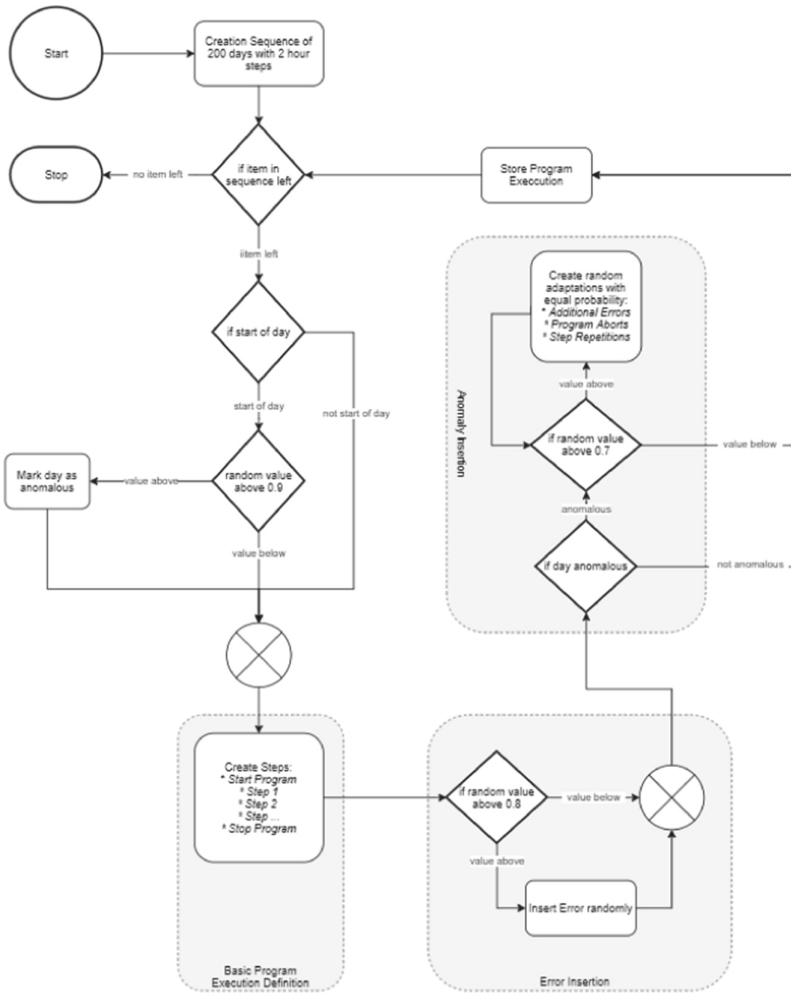 Start
Creation Sequence of
200 days with 2 hour
steps
Stop
no item left
if item in
sequence left
Store Program
Execcution
iitem left
Create random
adaptations with
equal probability:
* Additional Errors
* Program Aborts
* Step Repetitions
if start of day
value above
start of day
not start of day
Anomaly Insertion
if random value
above 0.7
value below
Mark day as
anomalous
value above
random value
above 0.9
anomalous
value below
if day anomalous
not anomalous
Create Steps:
* Start Program
* Step 1
* Step 2
* Step ...
* Stop Program
if random value
above 0.8
value below
value above
Insert Error randomly
Basic Program
Execution Definition
Error Insertion